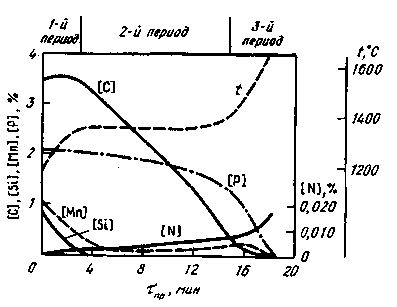 1-й период
2-й период
3-й период
[C], [Si], [Mn], [P], %
4
3
2
1
0
[C]
t
[P]
[Mn]
[Si]
[N]
t,°C
1600
1400
1200
[N],%
0,020
0,010
0
0 4 8 12 16 20
τпр, мин